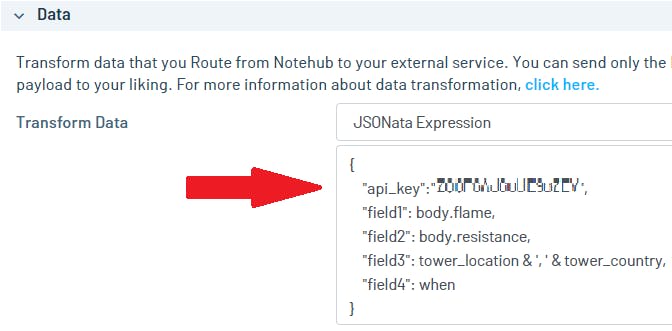 Data
Transform data that you Route from Notehub to your external service. You can send only the
payload to your liking. For more information about data transformation, click here.
Transform Data
JSONata Expression
{
"api_key":" ",
"field1": body.flame,
"field2": body.resistance,
"field3": tower_location & ', ' & tower_country,
"field4": when
}